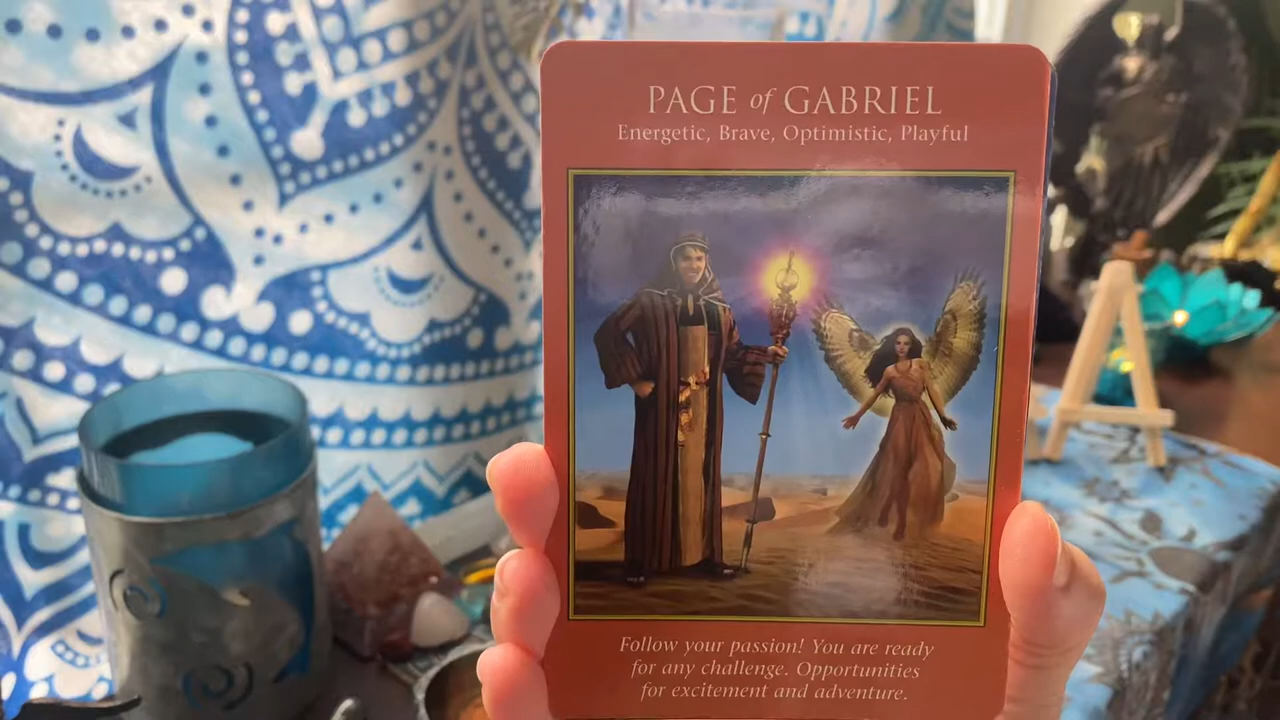 PAGE of GABRIEL
Energetic, Brave, Optimistic, Playful
Follow your passion! You are ready
for any challenge. Opportunities
for excitement and adventure.